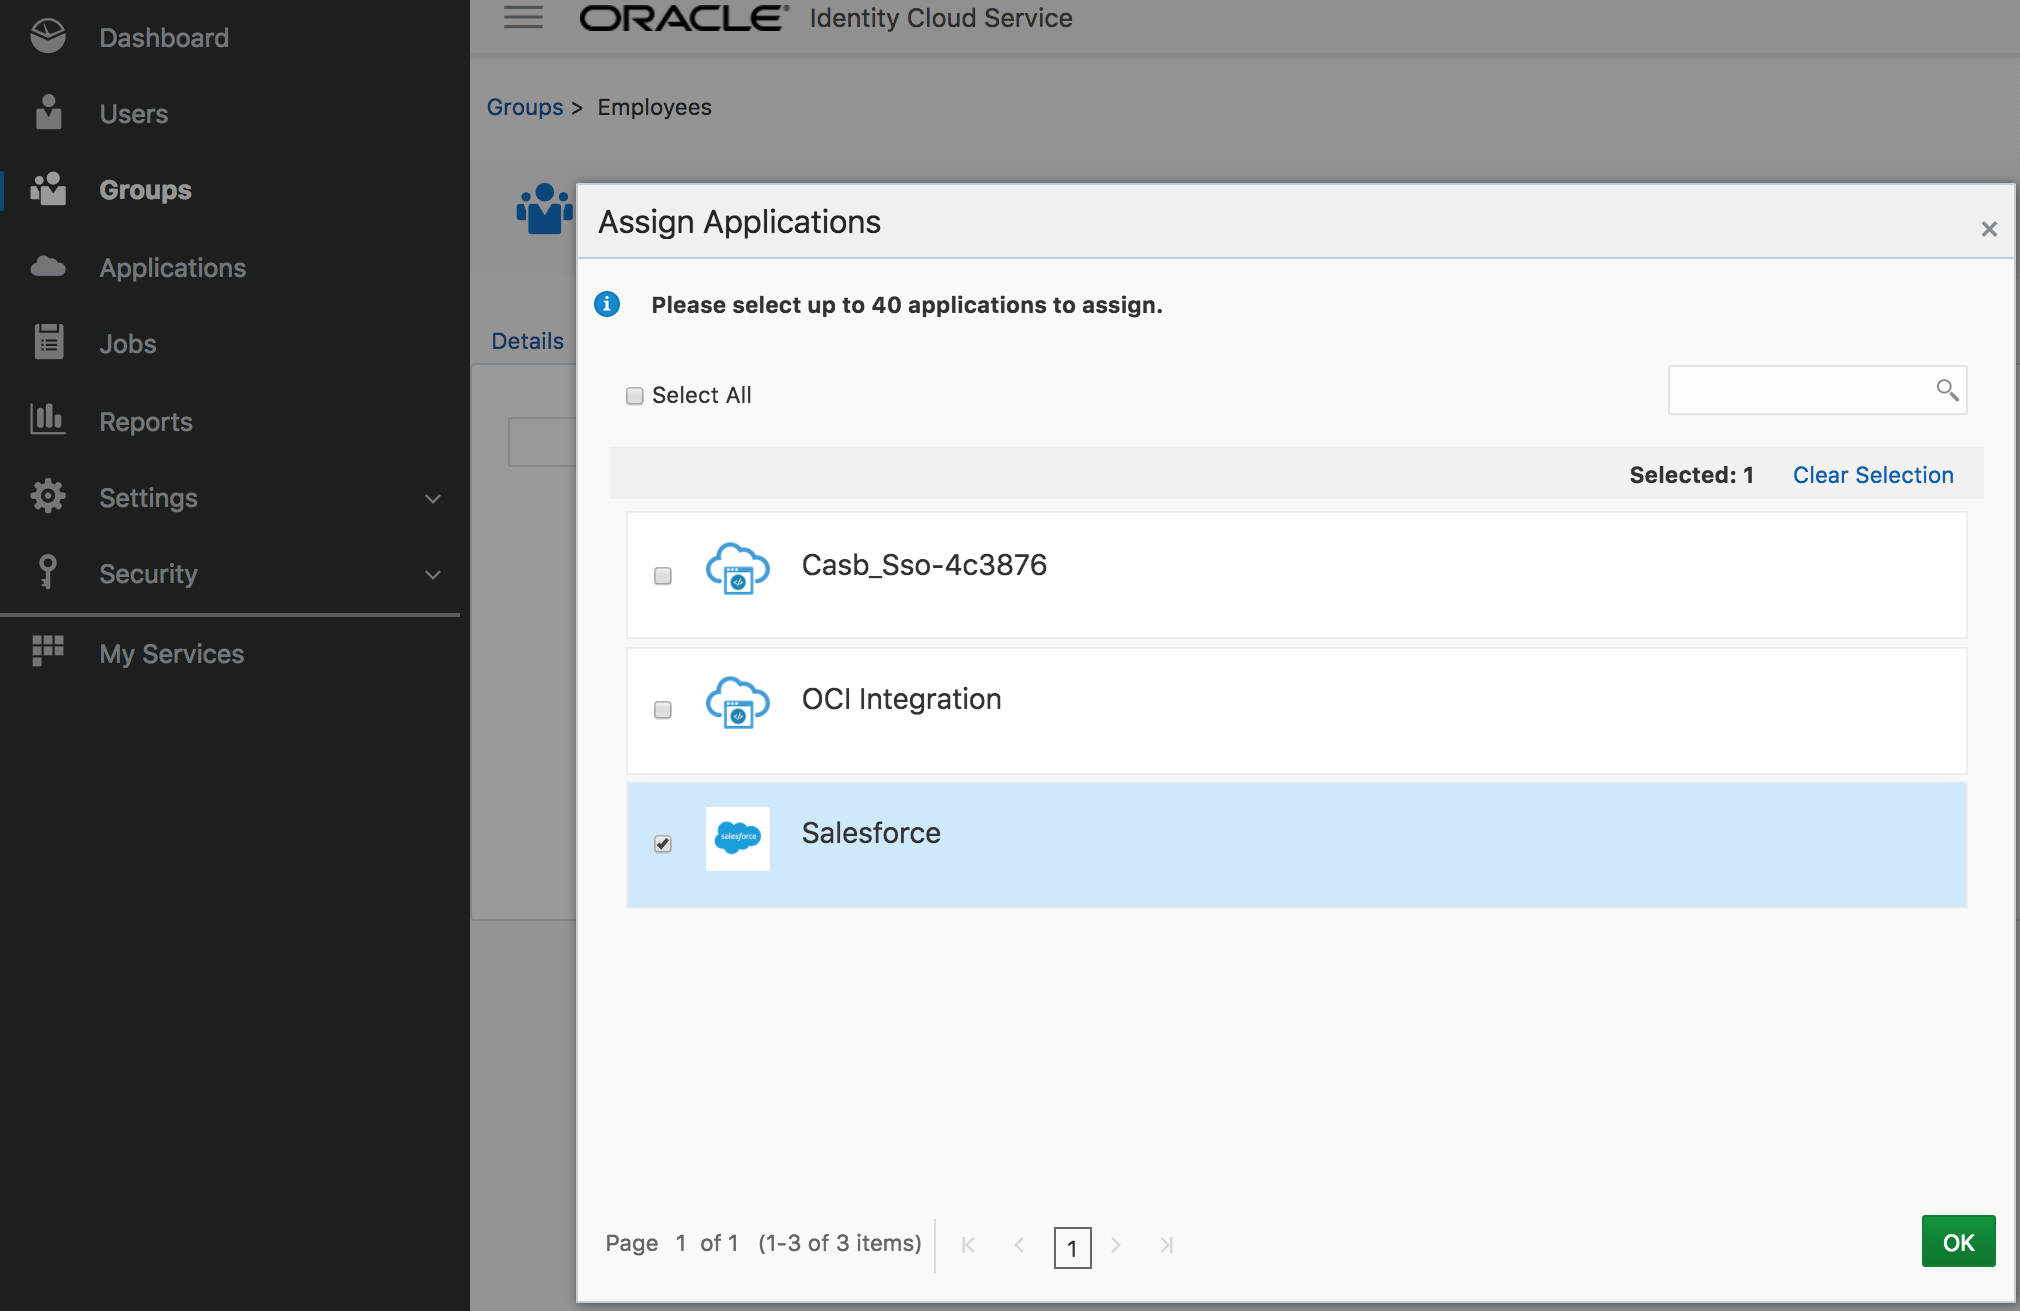 Dashboard
Users
Groups
Applications
Jobs
Reports
Settings
Security
My Services
ORACLE® Identity Cloud Service
Groups > Employees
Details
Assign Applications
Please select up to 40 applications to assign.
Select All
Selected: 1 Clear Selection
Casb_Sso-4c3876
OCI Integration
salesforce
Salesforce
Page 1 of 1 (1-3 of 3 items) 1
OK